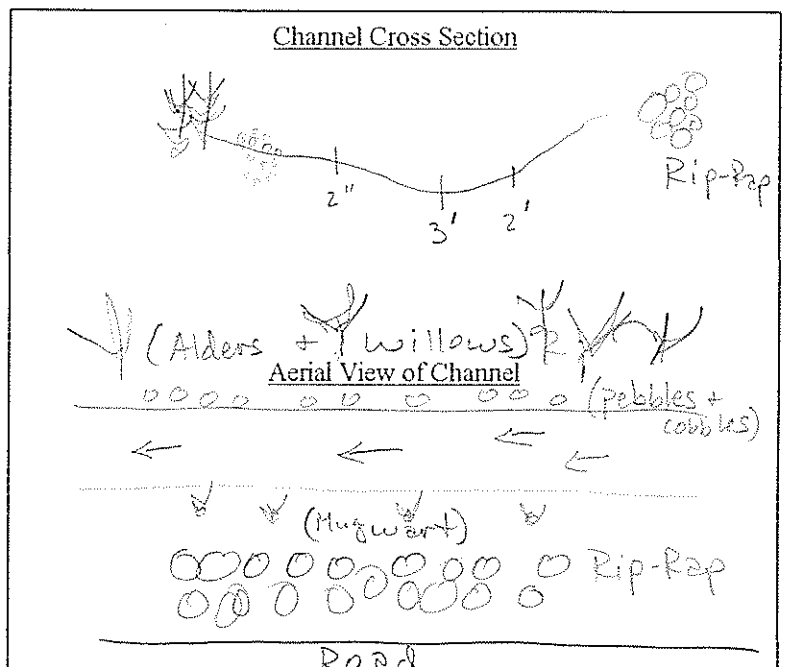 Channel Cross Section
Rip-Rap
2" 3' 2'
(Alders + willows)
Aerial View of Channel
(pebbles +
cobbles)
(Mugwart)
Rip-Rap
Road